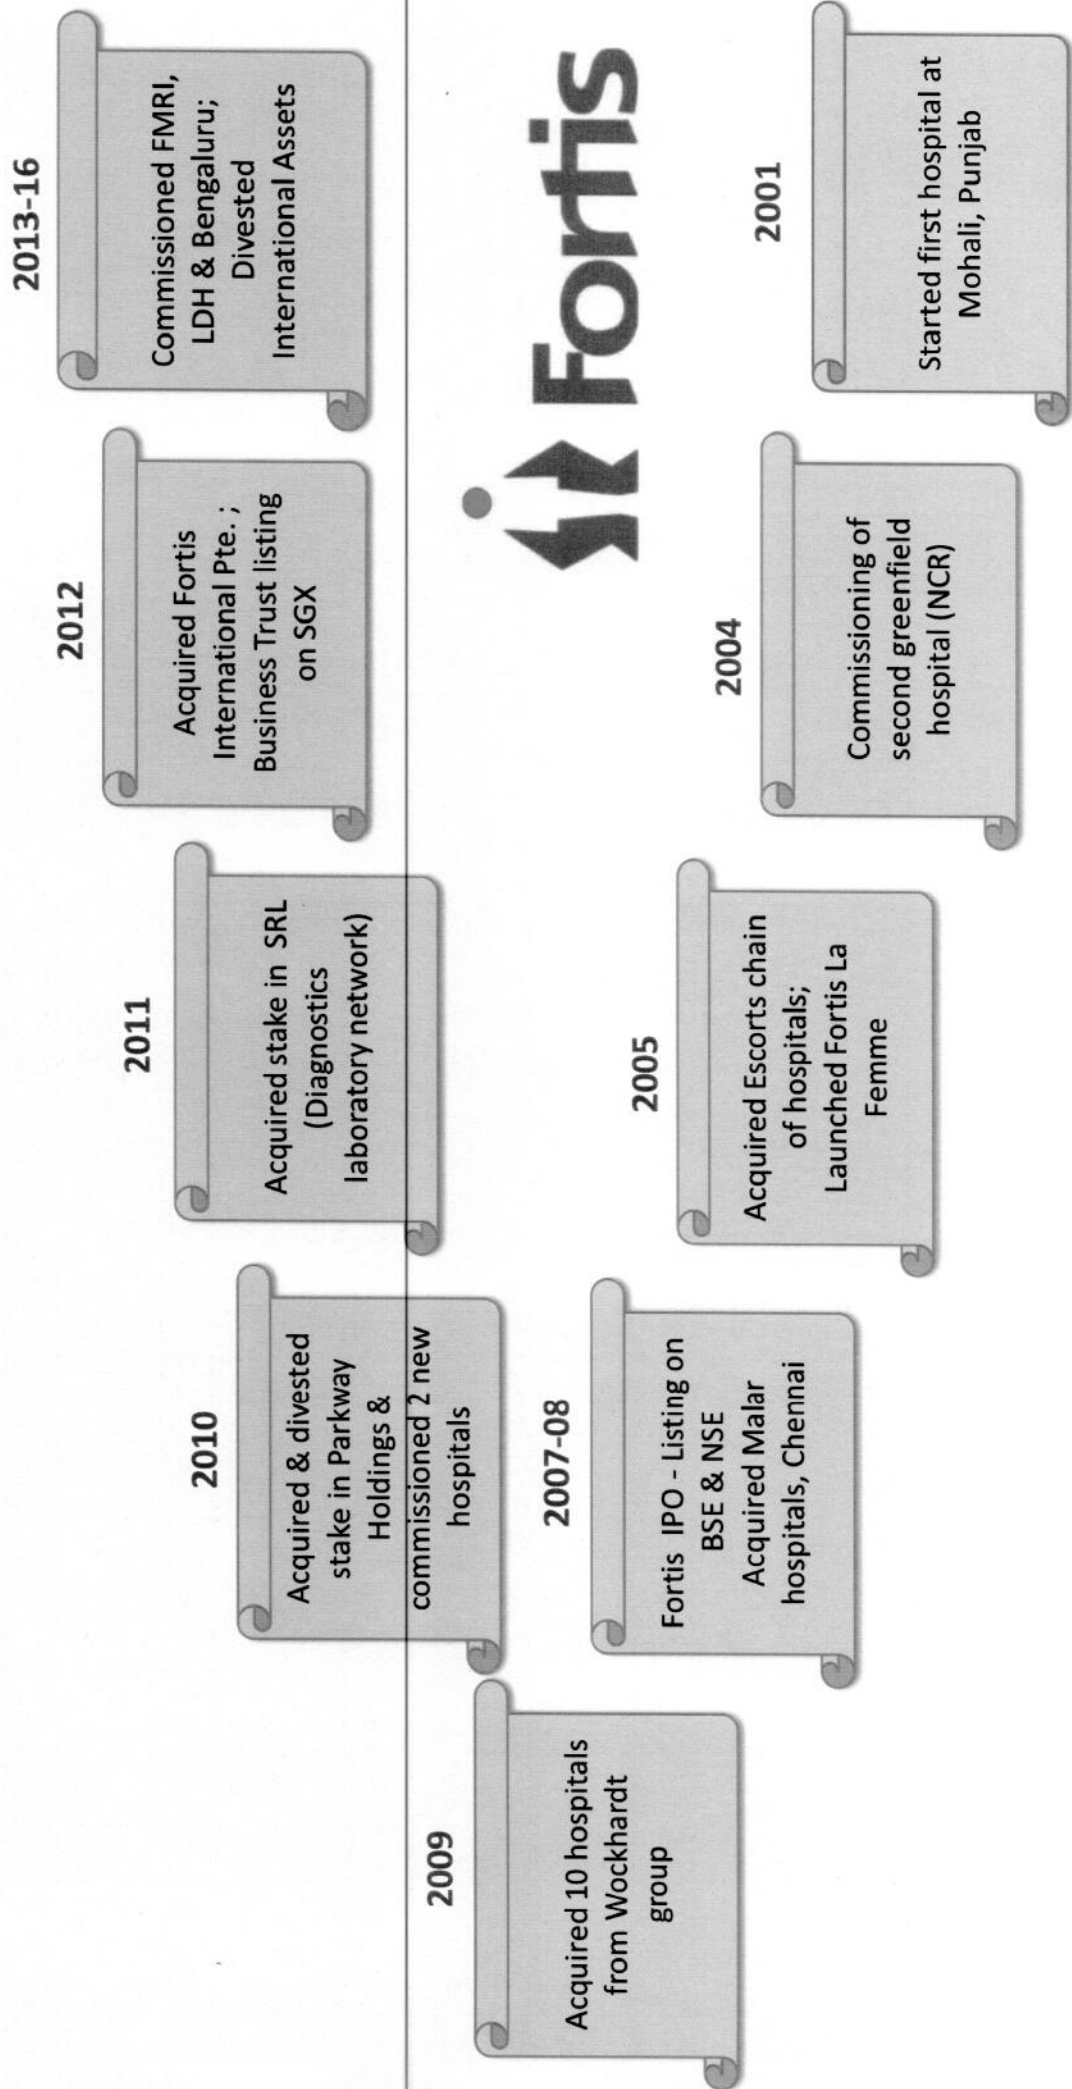 2010
Acquired & divested
stake in Parkway
Holdings &
commissioned 2 new
hospitals
2011
Acquired stake in SRL
(Diagnostics
laboratory network)
2012
Acquired Fortis
International Pte. ;
Business Trust listing
on SGX
2013-16
Commissioned FMRI,
LDH & Bengaluru;
Divested
International Assets
2009
Acquired 10 hospitals
from Wockhardt
group
Fortis
2007-08
Fortis IPO - Listing on
BSE & NSE
Acquired Malar
hospitals, Chennai
2005
Acquired Escorts chain
of hospitals;
Launched Fortis La
Femme
2004
Commissioning of
second greenfield
hospital (NCR)
2001
Started first hospital at
Mohali, Punjab